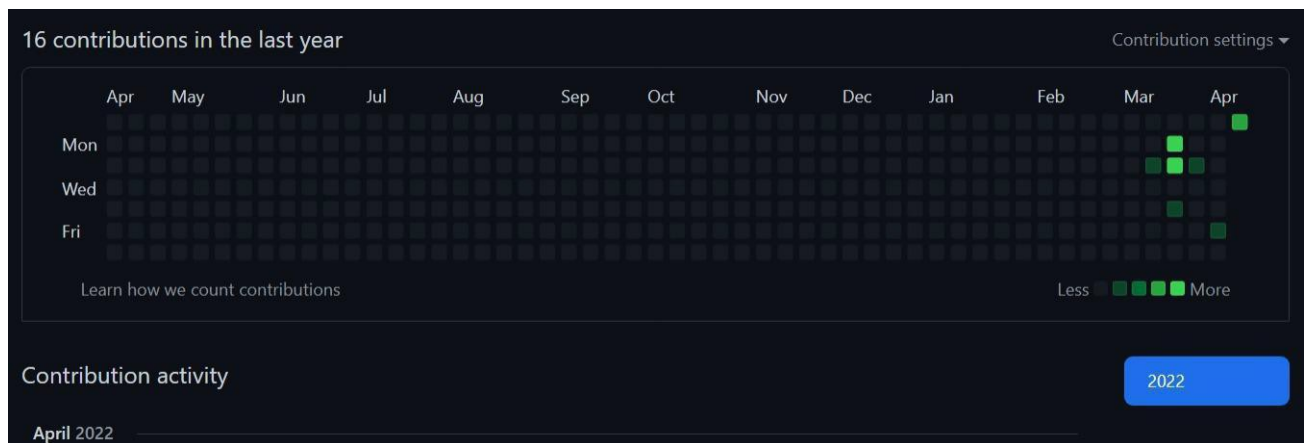 16 contributions in the last year
Contribution settings
Apr May Jun Jul Aug Sep Oct Nov Dec Jan Feb Mar Apr
Mon
Wed
Fri
Learn how we count contributions
Less More
Contribution activity
2022
April 2022